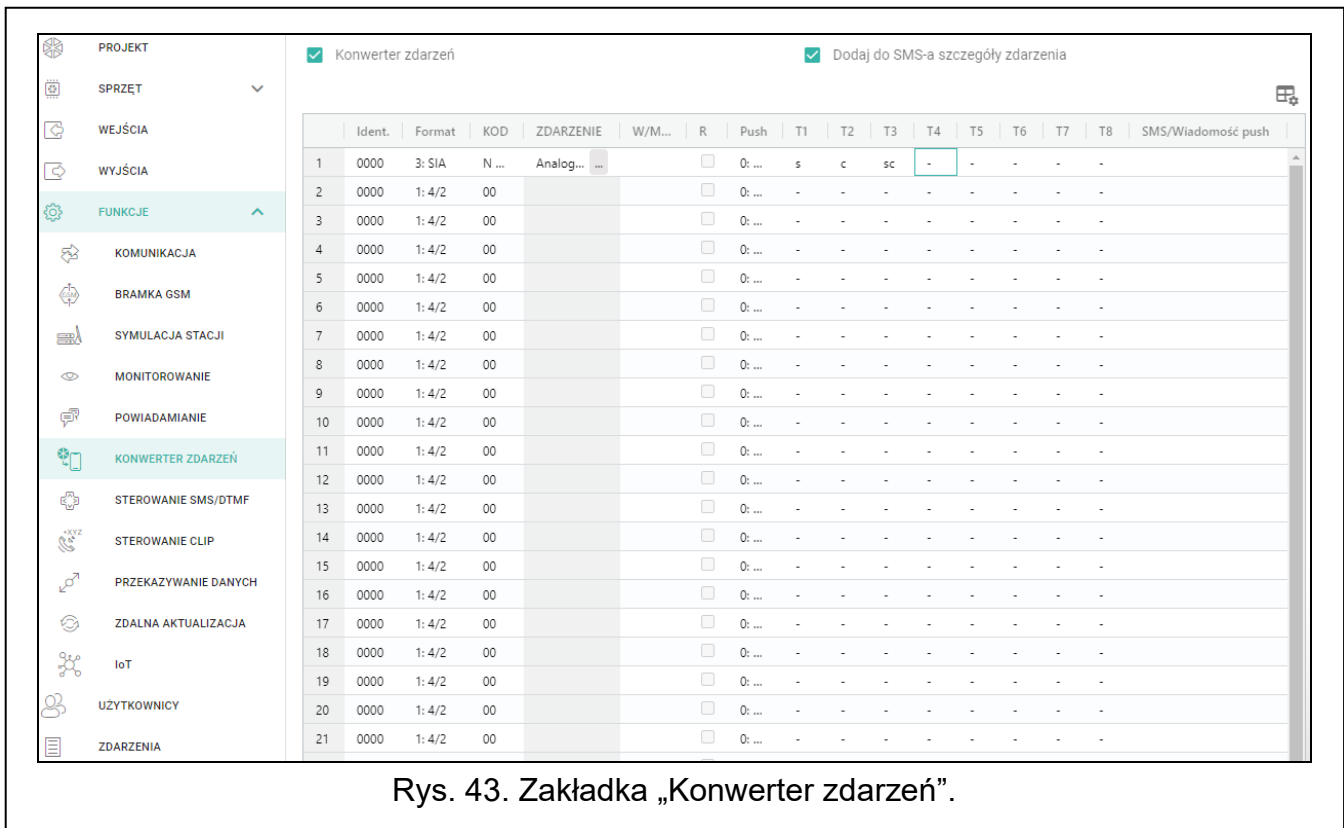 PROJEKT
SPRZĘT
WEJŚCIA
WYJŚCIA
FUNKCJE
KOMUNIKACJA
BRAMKA GSM
GSM
SYMULACJA STACJI
MONITOROWANIE
POWIADAMIANIE
KONWERTER ZDARZEŃ
STEROWANIE SMS/DTMF
+XYZ
STEROWANIE CLIP
PRZEKAZYWANIE DANYCH
ZDALNA AKTUALIZACJA
IoT
UŻYTKOWNICY
ZDARZENIA
Konwerter zdarzeń Dodaj do SMS-a szczegóły zdarzenia
Ident. Format KOD ZDARZENIE W/M... R Push T1 T2 T3 T4 T5 T6 T7 T8 SMS/Wiadomość push
1 0000 3: SIA N ... Analog... ... 0: ... s c sc - - - - -
2 0000 1: 4/2 00 0: ... - - - - - - - -
3 0000 1: 4/2 00 0: ... - - - - - - - -
4 0000 1: 4/2 00 0: ... - - - - - - - -
5 0000 1: 4/2 00 0: ... - - - - - - - -
6 0000 1: 4/2 00 0: ... - - - - - - - -
7 0000 1: 4/2 00 0: ... - - - - - - - -
8 0000 1: 4/2 00 0: ... - - - - - - - -
9 0000 1: 4/2 00 0: ... - - - - - - - -
10 0000 1: 4/2 00 0: ... - - - - - - - -
11 0000 1: 4/2 00 0: ... - - - - - - - -
12 0000 1: 4/2 00 0: ... - - - - - - - -
13 0000 1: 4/2 00 0: ... - - - - - - - -
14 0000 1: 4/2 00 0: ... - - - - - - - -
15 0000 1: 4/2 00 0: ... - - - - - - - -
16 0000 1: 4/2 00 0: ... - - - - - - - -
17 0000 1: 4/2 00 0: ... - - - - - - - -
18 0000 1: 4/2 00 0: ... - - - - - - - -
19 0000 1: 4/2 00 0: ... - - - - - - - -
20 0000 1: 4/2 00 0: ... - - - - - - - -
21 0000 1: 4/2 00 0: ... - - - - - - - -
Rys. 43. Zakładka „Konwerter zdarzeń”.